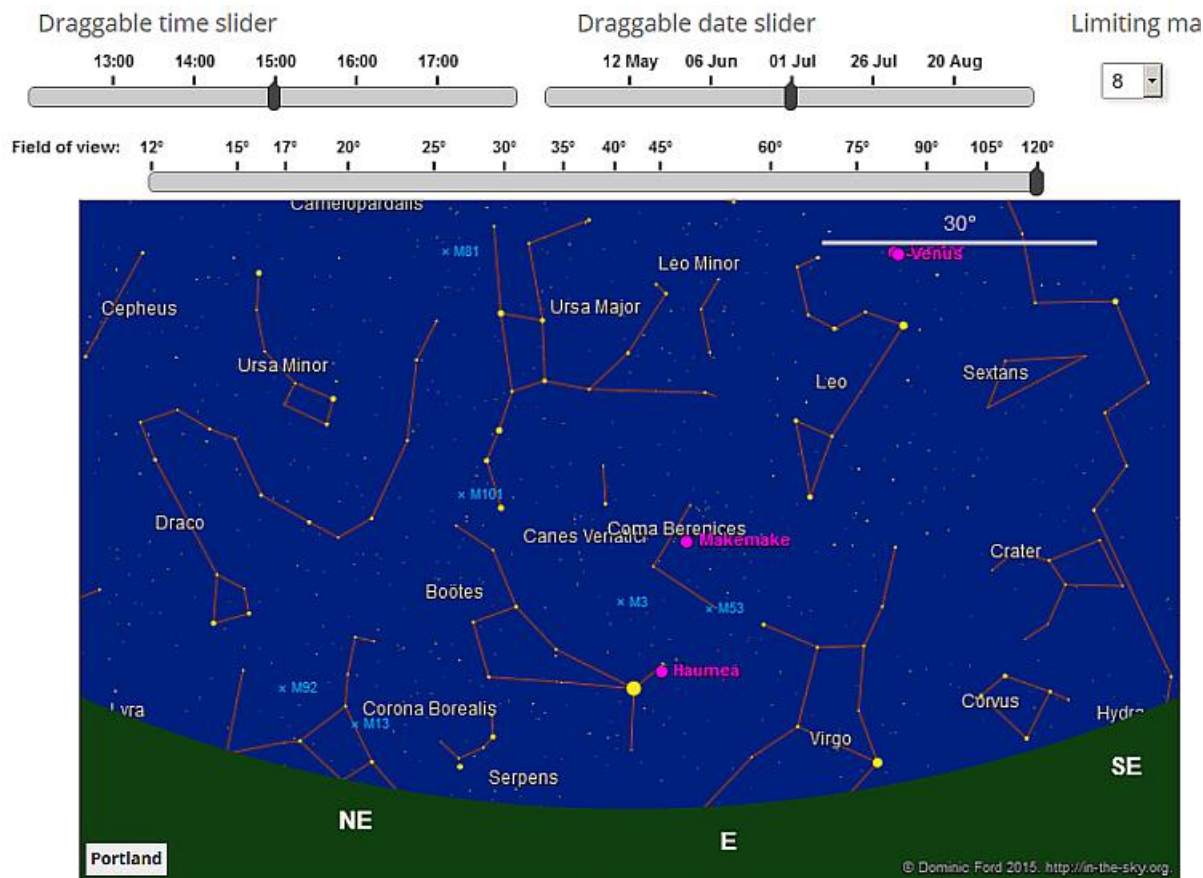 Draggable time slider
Draggable date slider
Limiting ma
13:00 14:00 15:00 16:00 17:00
12 May 06 Jun 01 Jul 26 Jul 20 Aug
8
Field of view: 12° 15° 17° 20° 25° 30° 35° 40° 45° 60° 75° 90° 105° 120°
Camelopardalis
30°
M81
Venus
Leo Minor
Cepheus
Ursa Major
Ursa Minor
Leo
Sextans
M101
Draco
Canes Venatici
Coma Berenices
Makemake
Crater
Boötes
M3
M53
Haumea
M92
Lyra
Corona Borealis
M13
Corvus
Hydra
Virgo
Serpens
SE
NE
E
Portland
© Dominic Ford 2015. http://in-the-sky.org.